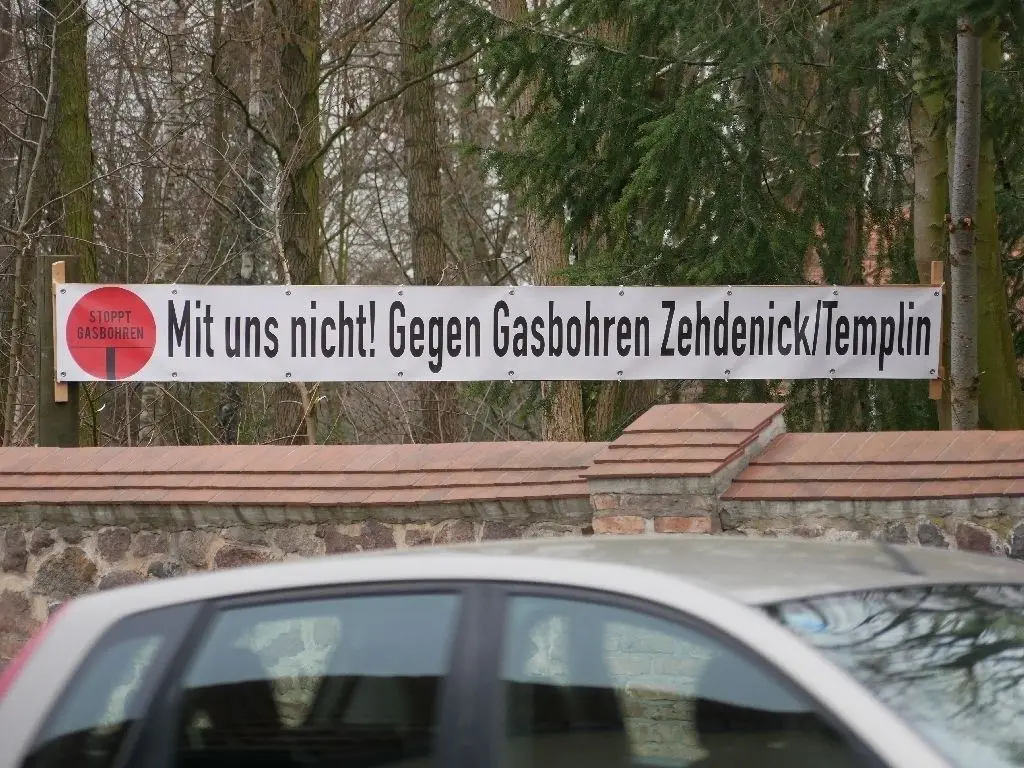 STOPPT
GASBOHREN
Mit uns nicht! Gegen Gasbohren Zehdenick/Templin